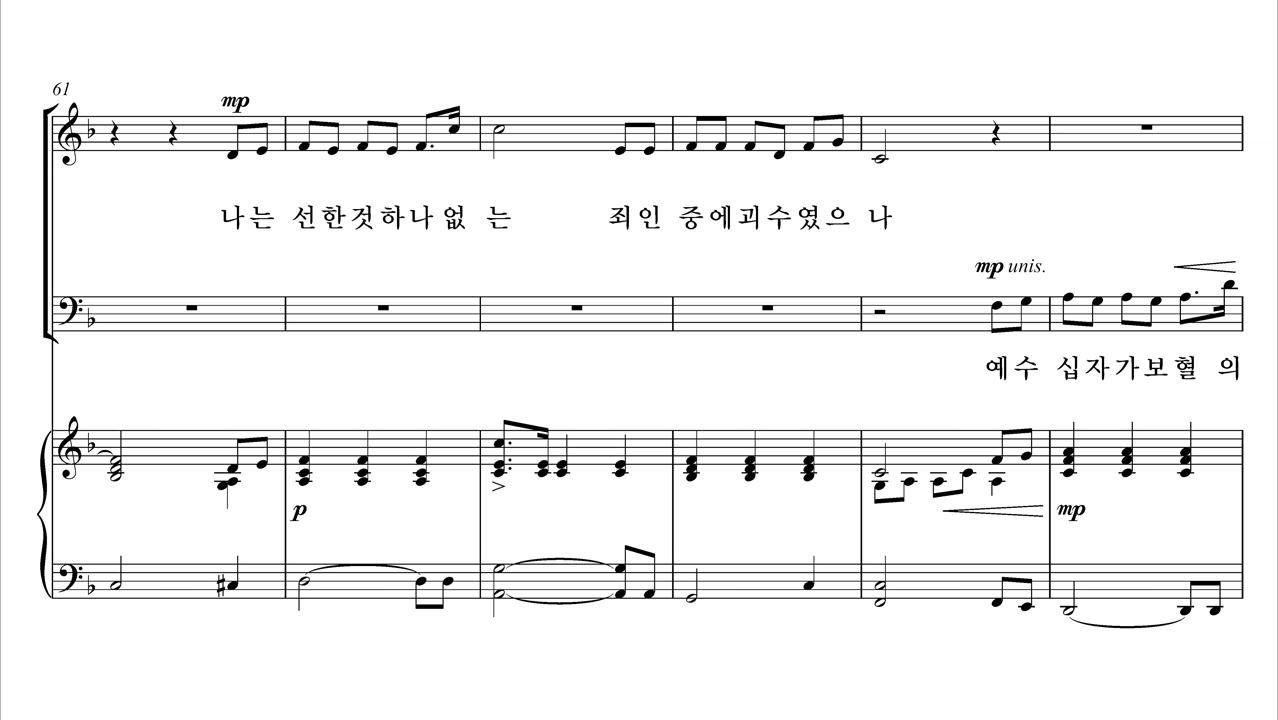 61
mp
나는 선한것하나없 는 죄인 중에괴수였으 나
mp unis.
예수 십자가보혈 의
p mp